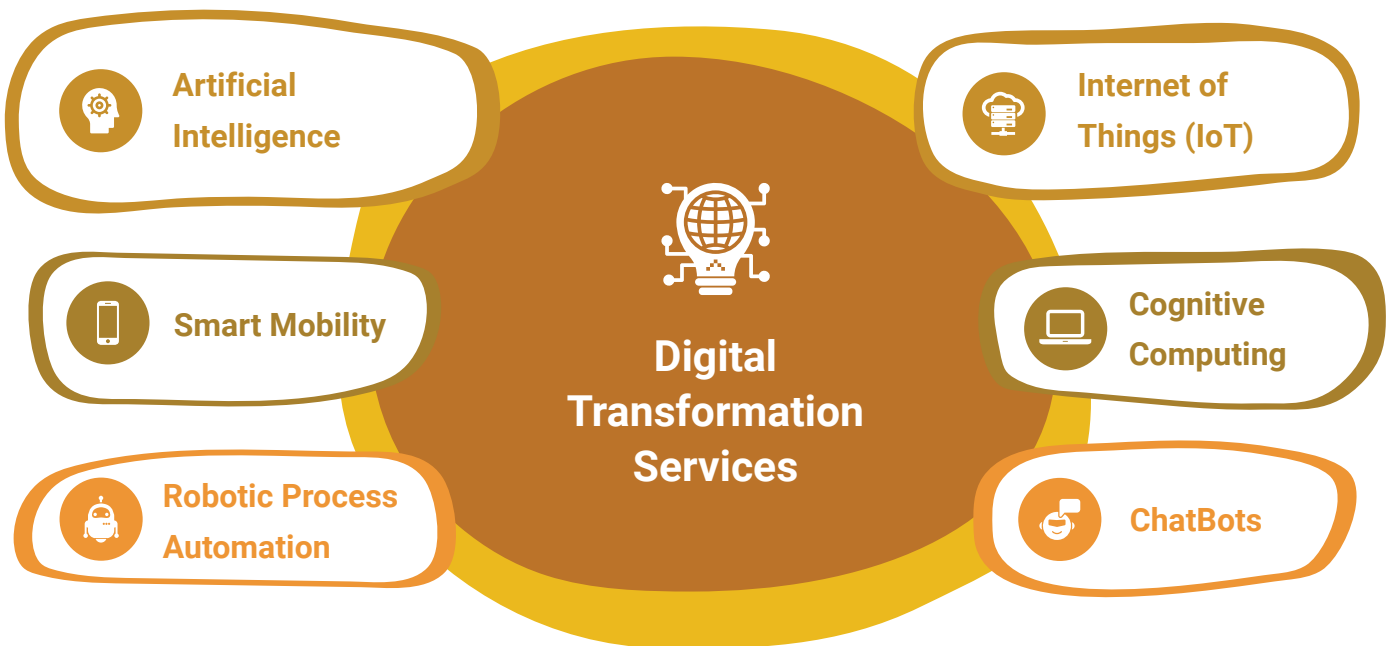 Artificial
Intelligence
Internet of
Things (IoT)
Smart Mobility
Digital
Transformation
Services
Cognitive
Computing
Robotic Process
Automation
ChatBots